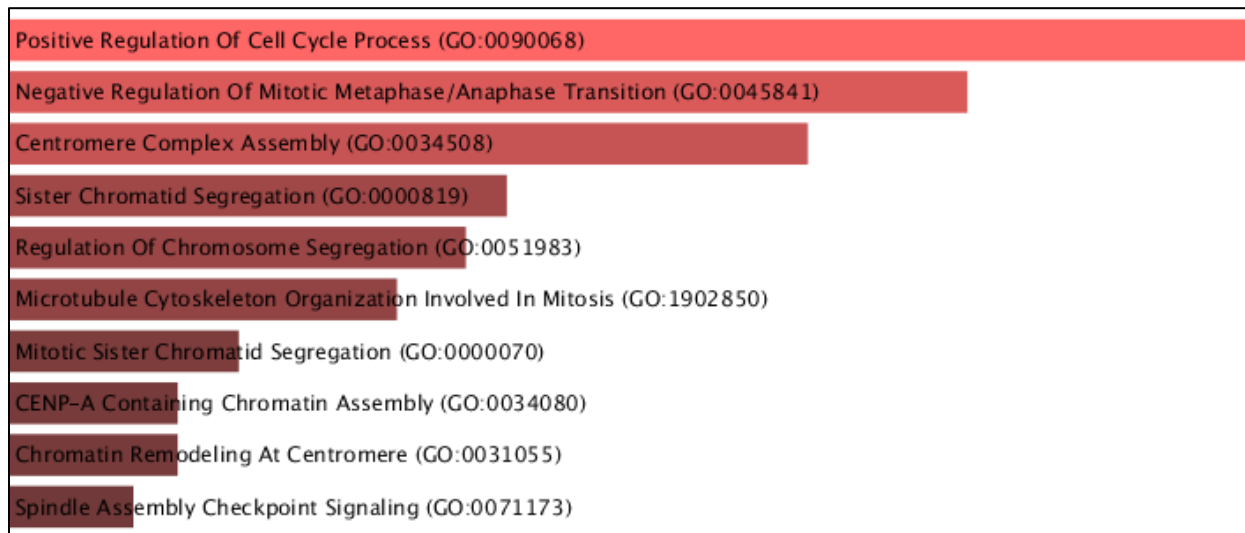 Positive Regulation Of Cell Cycle Process (GO:0090068)
Negative Regulation Of Mitotic Metaphase/Anaphase Transition (GO:0045841)
Centromere Complex Assembly (GO:0034508)
Sister Chromatid Segregation (GO:0000819)
Regulation Of Chromosome Segregation (GO:0051983)
Microtubule Cytoskeleton Organization Involved In Mitosis (GO:1902850)
Mitotic Sister Chromatid Segregation (GO:0000070)
CENP-A Containing Chromatin Assembly (GO:0034080)
Chromatin Remodeling At Centromere (GO:0031055)
Spindle Assembly Checkpoint Signaling (GO:0071173)